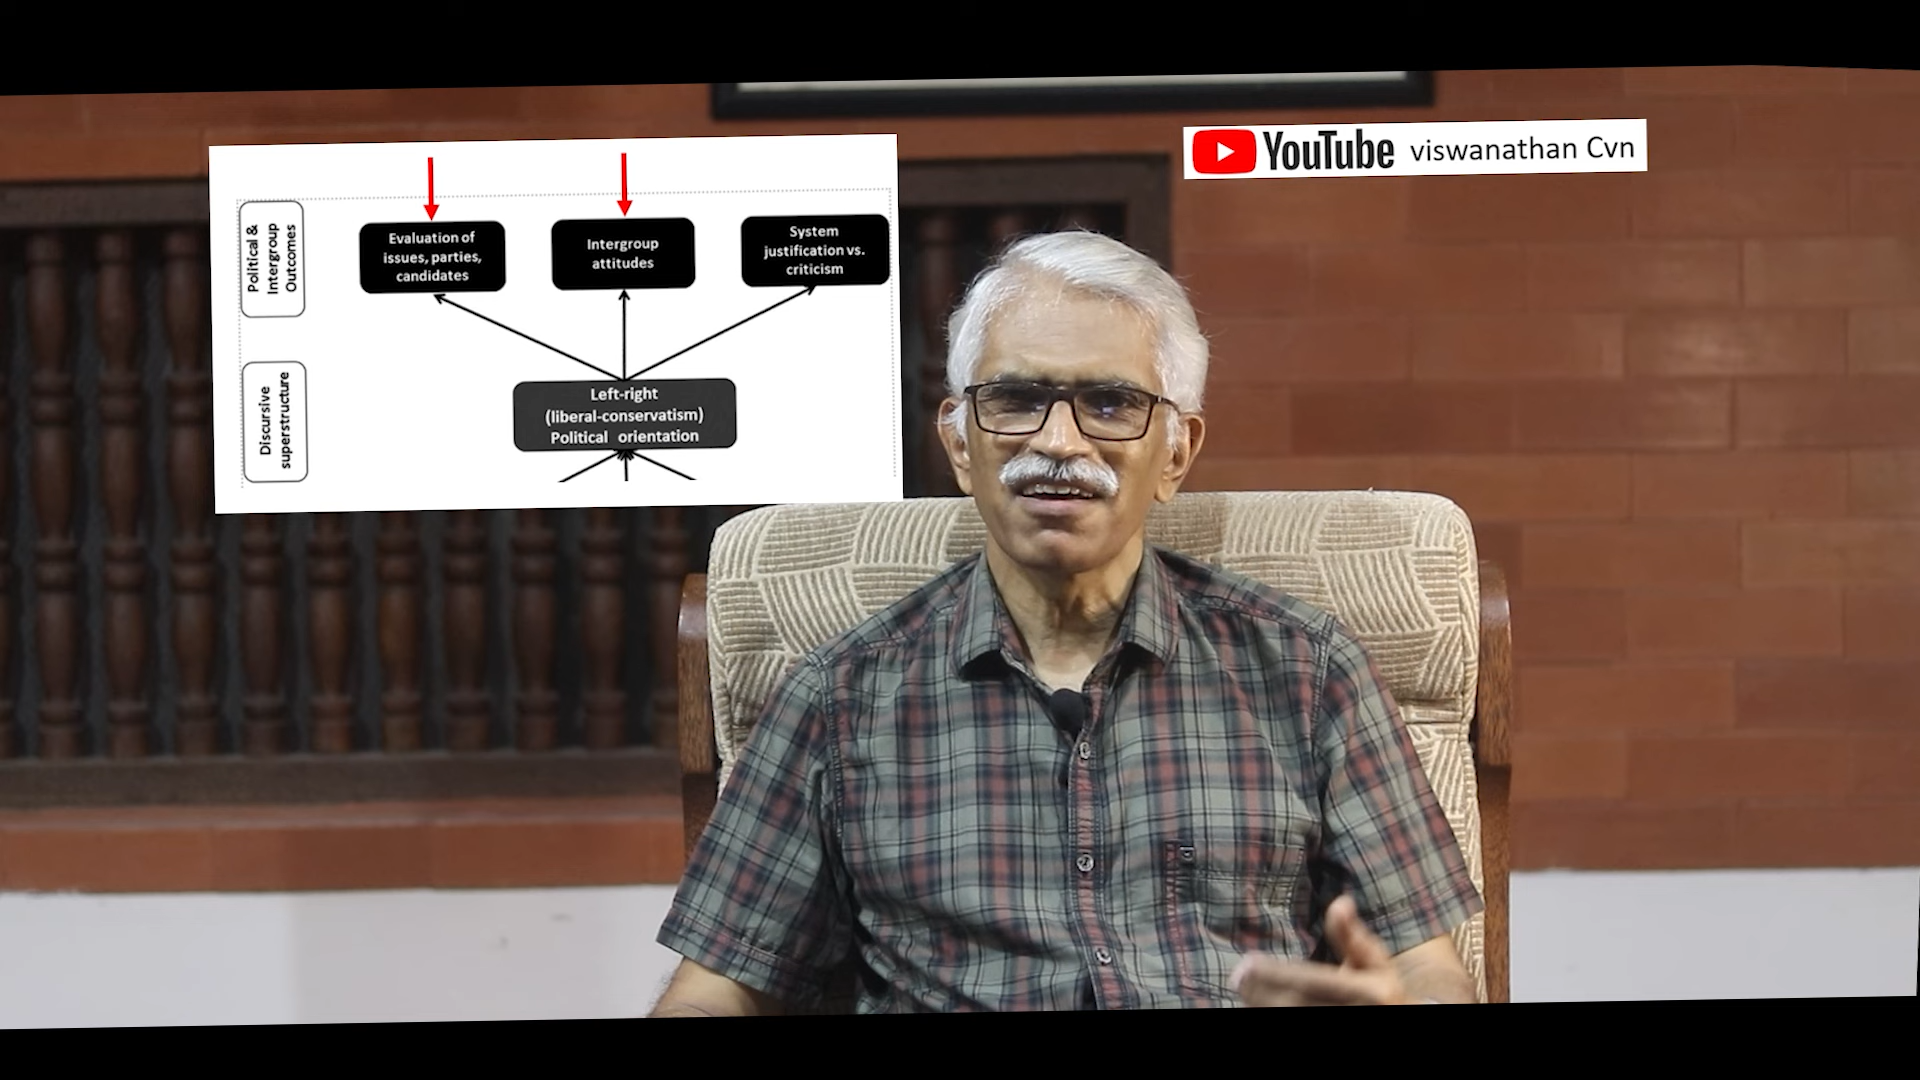 YouTube viswanathan Cvn
Political &
Intergroup
Outcomes
Evaluation of
issues, parties,
candidates
Intergroup
attitudes
System
justification vs.
criticism
Discursive
superstructure
Left-right
(liberal-conservatism)
Political orientation